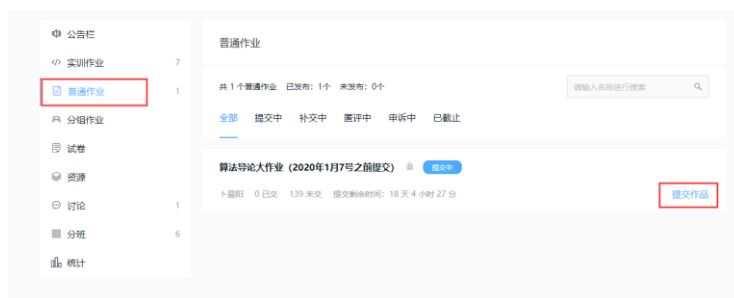 公告栏
实训作业 7
普通作业 1
分组作业
试卷
资源
讨论 1
分班 6
统计
普通作业
共 1 个普通作业 已发布：1个 未发布：0个
请输入名称进行搜索
全部 提交中 补交中 匿评中 申诉中 已截止
算法导论大作业（2020年1月7号之前提交） 提交中
卜晨阳 0 已交 139 未交 提交剩余时间：18 天 4 小时 27 分
提交作品